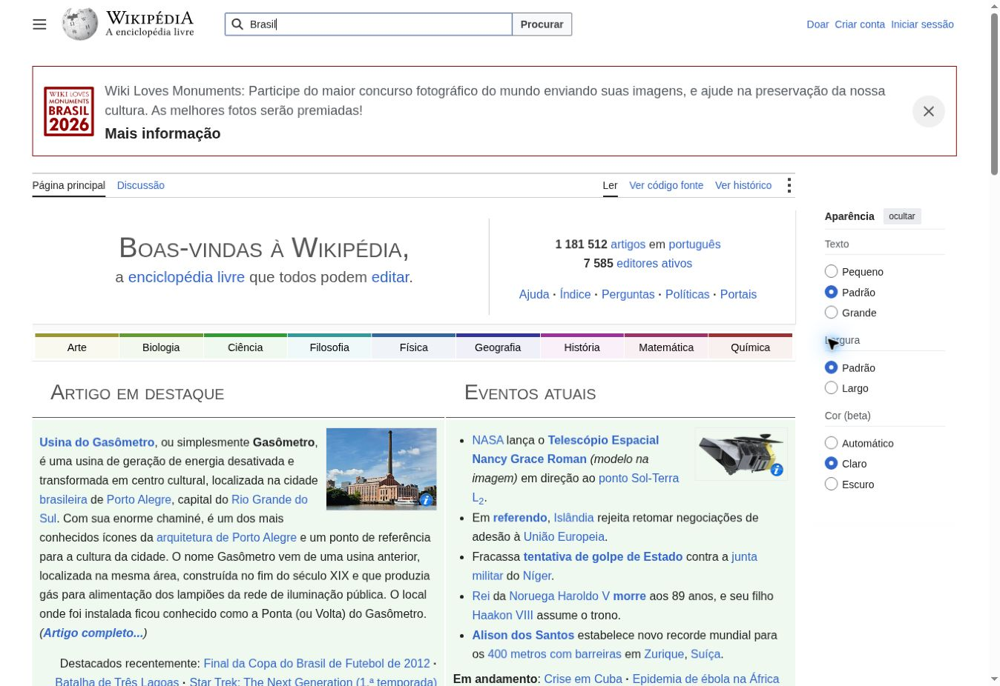 WIKIPÉDIA
A enciclopédia livre
Brasil
Procurar
Doar Criar conta Iniciar sessão
WIKI LOVES
MONUMENTS
BRASIL
2026
Wiki Loves Monuments: Participe do maior concurso fotográfico do mundo enviando suas imagens, e ajude na preservação da nossa
cultura. As melhores fotos serão premiadas!
Mais informação
Página principal Discussão
Ler Ver código fonte Ver histórico
Boas-vindas à Wikipédia,
a enciclopédia livre que todos podem editar.
1 181 512 artigos em português
7 585 editores ativos
Ajuda · Índice · Perguntas · Políticas · Portais
Arte Biologia Ciência Filosofia Física Geografia História Matemática Química
Artigo em destaque
Usina do Gasômetro, ou simplesmente Gasômetro,
é uma usina de geração de energia desativada e
transformada em centro cultural, localizada na cidade
brasileira de Porto Alegre, capital do Rio Grande do
Sul. Com sua enorme chaminé, é um dos mais
conhecidos ícones da arquitetura de Porto Alegre e um ponto de referência
para a cultura da cidade. O nome Gasômetro vem de uma usina anterior,
localizada na mesma área, construída no fim do século XIX e que produzia
gás para alimentação dos lampiões da rede de iluminação pública. O local
onde foi instalada ficou conhecido como a Ponta (ou Volta) do Gasômetro.
(Artigo completo...)
Destacados recentemente: Final da Copa do Brasil de Futebol de 2012 ·
Batalha de Três Lagoas · Star Trek: The Next Generation (1.ª temporada)
Eventos atuais
NASA lança o Telescópio Espacial
Nancy Grace Roman (modelo na
imagem) em direção ao ponto Sol-Terra
L2.
Em referendo, Islândia rejeita retomar negociações de
adesão à União Europeia.
Fracassa tentativa de golpe de Estado contra a junta
militar do Níger.
Rei da Noruega Haroldo V morre aos 89 anos, e seu filho
Haakon VIII assume o trono.
Alison dos Santos estabelece novo recorde mundial para
os 400 metros com barreiras em Zurique, Suíça.
Em andamento: Crise em Cuba · Epidemia de ébola na África
Aparência ocultar
Texto
Pequeno
Padrão
Grande
Largura
Padrão
Largo
Cor (beta)
Automático
Claro
Escuro